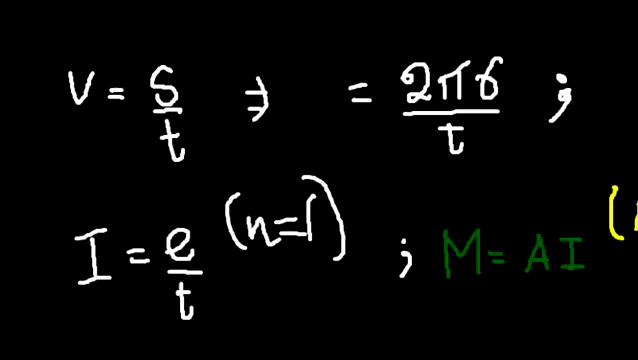 V = S/t ⇒ = 2πr/t ;
I = e/t (n=1) ; M = AI (